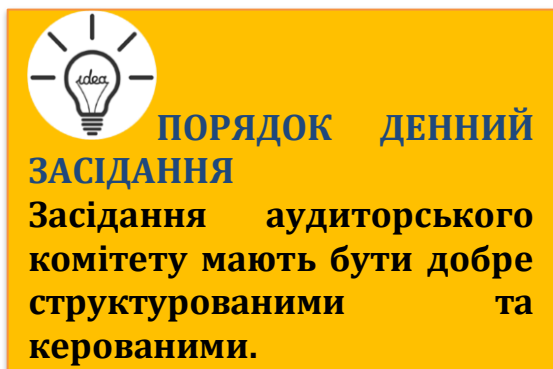 idea
ПОРЯДОК ДЕННИЙ
ЗАСІДАННЯ
Засідання аудиторського
комітету мають бути добре
структурованими та
керованими.